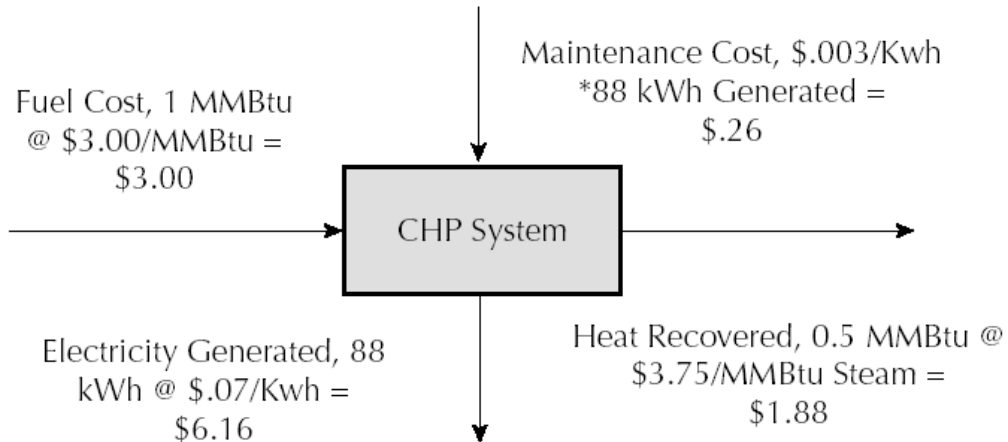 Maintenance Cost, $.003/Kwh
*88 kWh Generated =
$.26
Fuel Cost, 1 MMBtu
@ $3.00/MMBtu =
$3.00
CHP System
Electricity Generated, 88
kWh @ $.07/Kwh =
$6.16
Heat Recovered, 0.5 MMBtu @
$3.75/MMBtu Steam =
$1.88